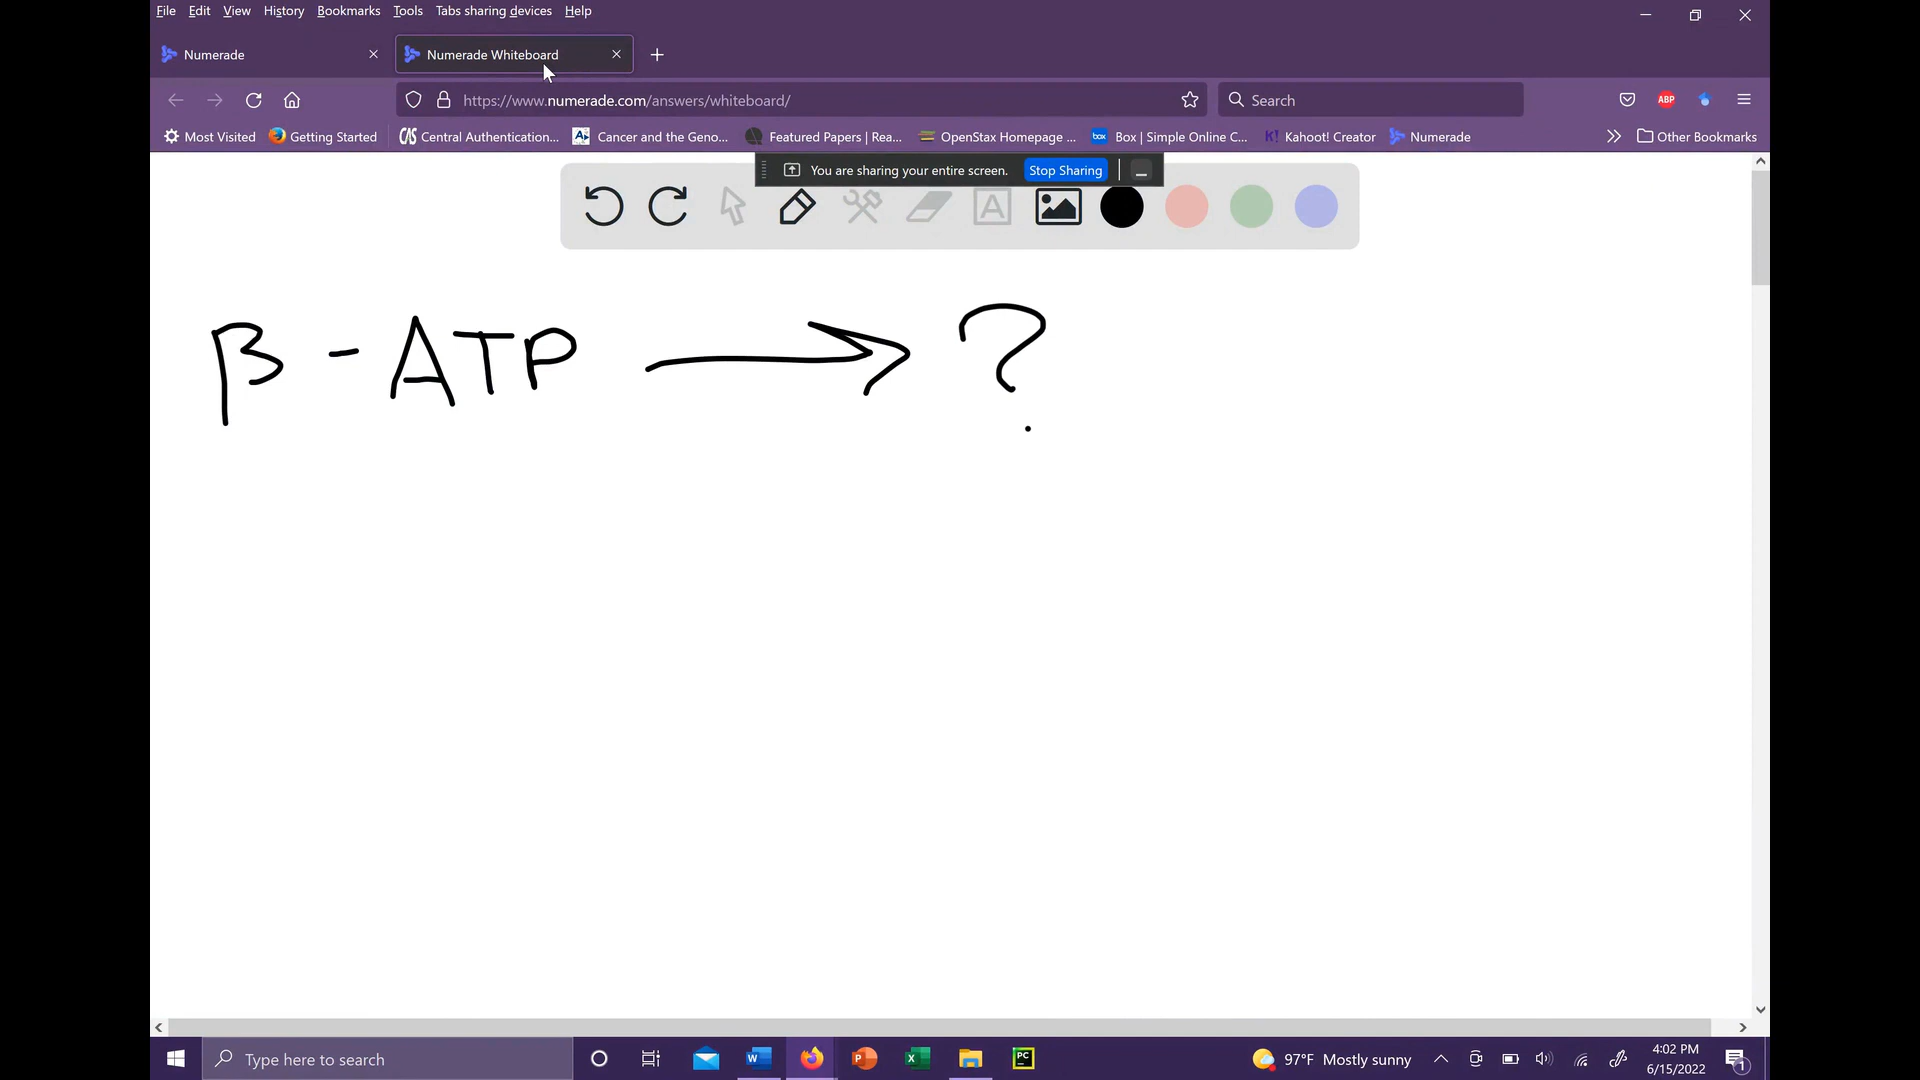 File Edit View History Bookmarks Tools Tabs sharing devices Help
Numerade Numerade Whiteboard
https://www.numerade.com/answers/whiteboard/ Search
Most Visited Getting Started Central Authentication... Cancer and the Geno... Featured Papers | Rea... OpenStax Homepage ... Box | Simple Online C... Kahoot! Creator Numerade Other Bookmarks
You are sharing your entire screen. Stop Sharing
β - ATP → ?
Type here to search
97°F Mostly sunny
4:02 PM
6/15/2022